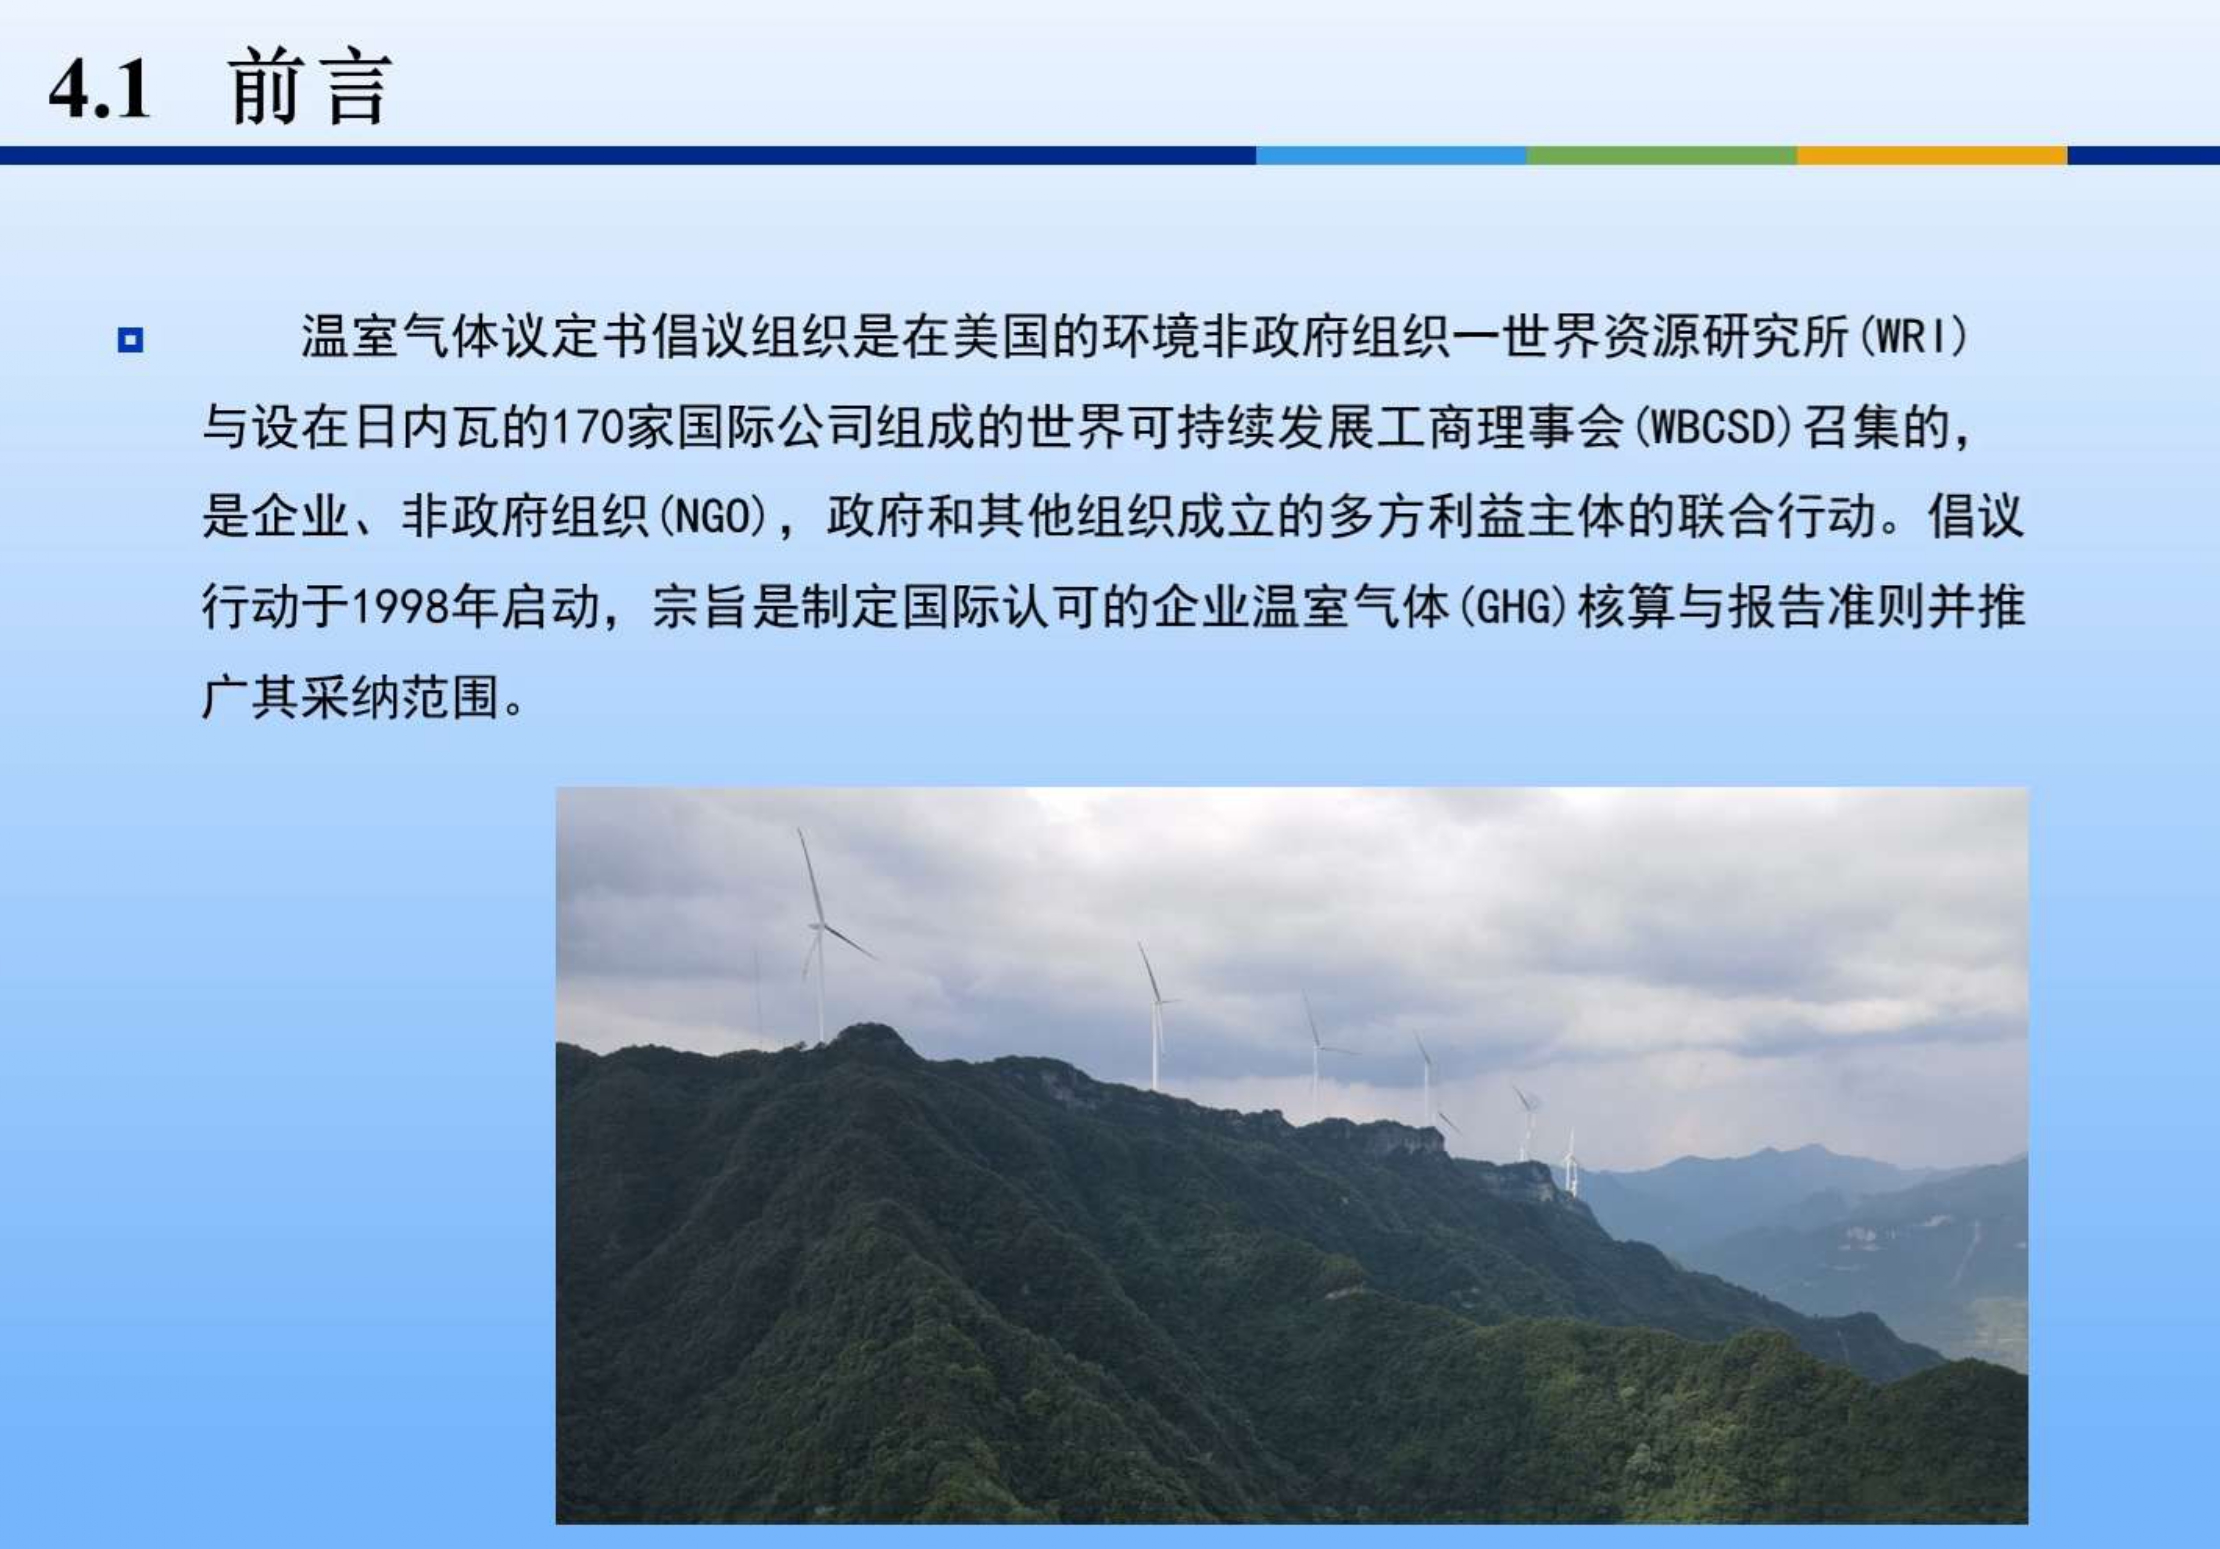 4.1 前言
温室气体议定书倡议组织是在美国的环境非政府组织—世界资源研究所(WRI)
与设在日内瓦的170家国际公司组成的世界可持续发展工商理事会(WBCSD)召集的，
是企业、非政府组织(NGO)，政府和其他组织成立的多方利益主体的联合行动。倡议
行动于1998年启动，宗旨是制定国际认可的企业温室气体(GHG)核算与报告准则并推
广其采纳范围。